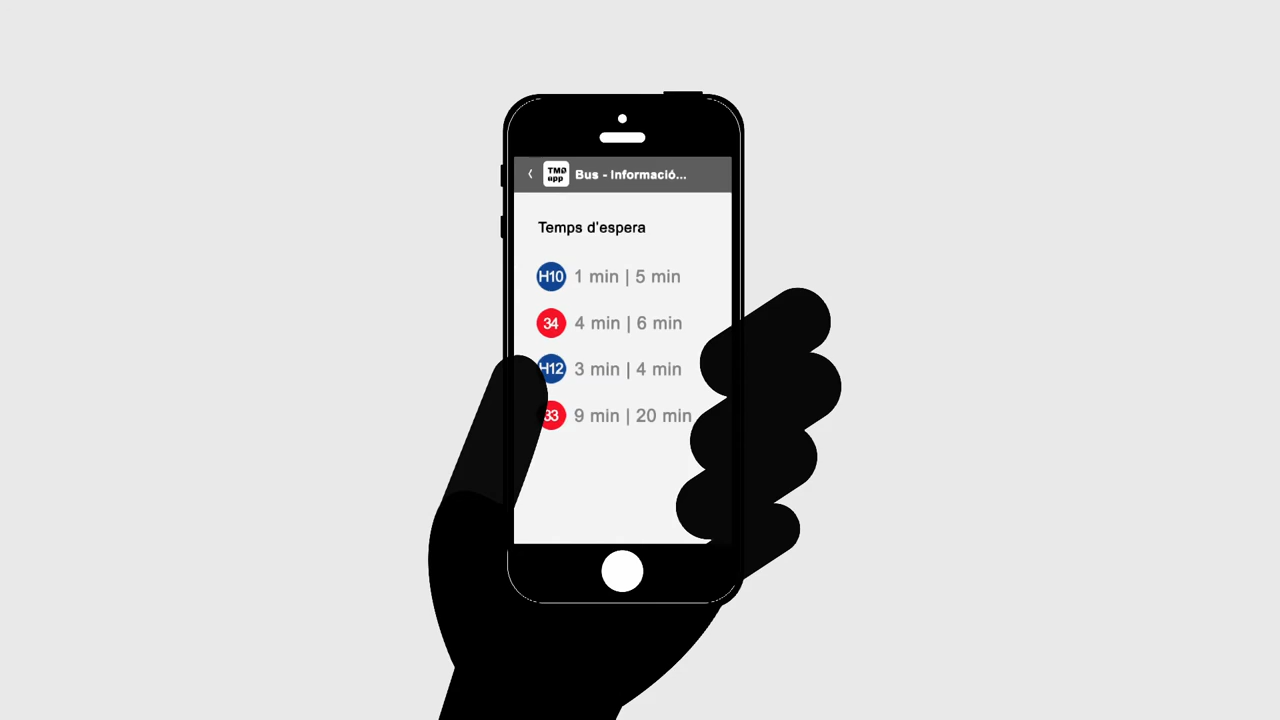 TMB app
Bus - Informació...
Temps d'espera
H10 1 min | 5 min
34 4 min | 6 min
H12 3 min | 4 min
33 9 min | 20 min